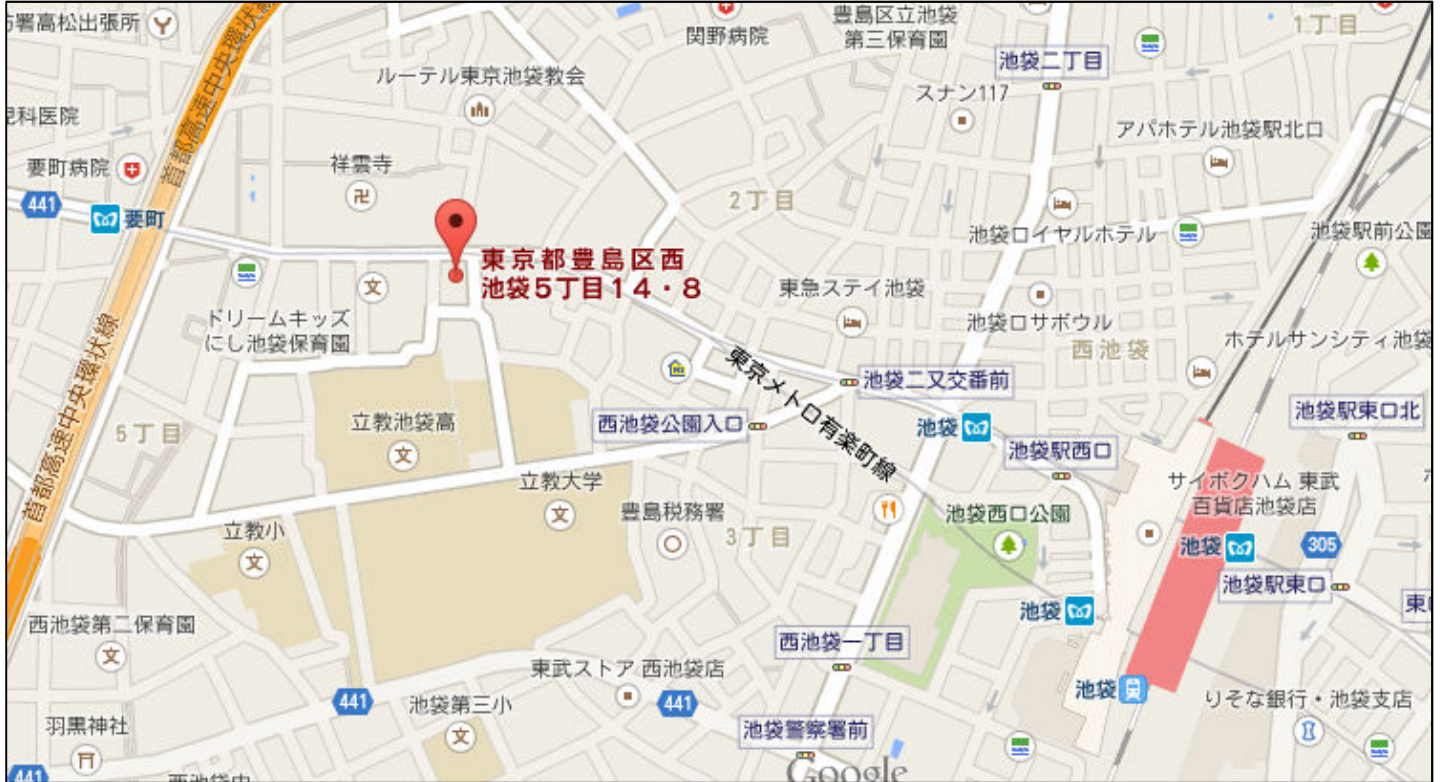 署高松出張所
関野病院
豊島区立池袋
第三保育園
1丁目
池袋二丁目
ルーテル東京池袋教会
スナン117
アパホテル池袋駅北口
児科医院
要町病院
祥雲寺
首都高速中央環状線
441
要町
2丁目
池袋ロイヤルホテル
池袋駅前公園
東京都豊島区西
池袋5丁目14・8
東急ステイ池袋
池袋ロサボウル
西池袋
ホテルサンシティ池袋
ドリームキッズ
にし池袋保育園
首都高速中央環状線
東京メトロ有楽町線
池袋二又交番前
立教池袋高
西池袋公園入口
池袋
池袋駅西口
池袋駅東口北
5丁目
立教大学
豊島税務署
3丁目
池袋西口公園
サイボクハム 東武
百貨店池袋店
立教小
池袋
305
池袋駅東口
池袋
東
西池袋第二保育園
西池袋一丁目
東武ストア 西池袋店
池袋
441
池袋第三小
441
りそな銀行・池袋支店
羽黒神社
池袋警察署前
441
西池袋中
Google